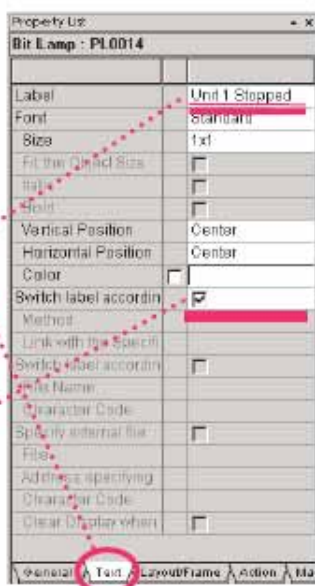 Property List
Bit Lamp : PL0014
Label Unit 1 Stopped
Font Standard
Size 1x1
Fit the Object Size
Italic
Bold
Vertical Position Center
Horizontal Position Center
Color
Switch label accordin
Method
Link with the Specifi
Switch label accordin
File Name
Character Code
Specify external file
File
Address specifying
Character Code
Clear Display when
General Text Layout/Frame Action Ma